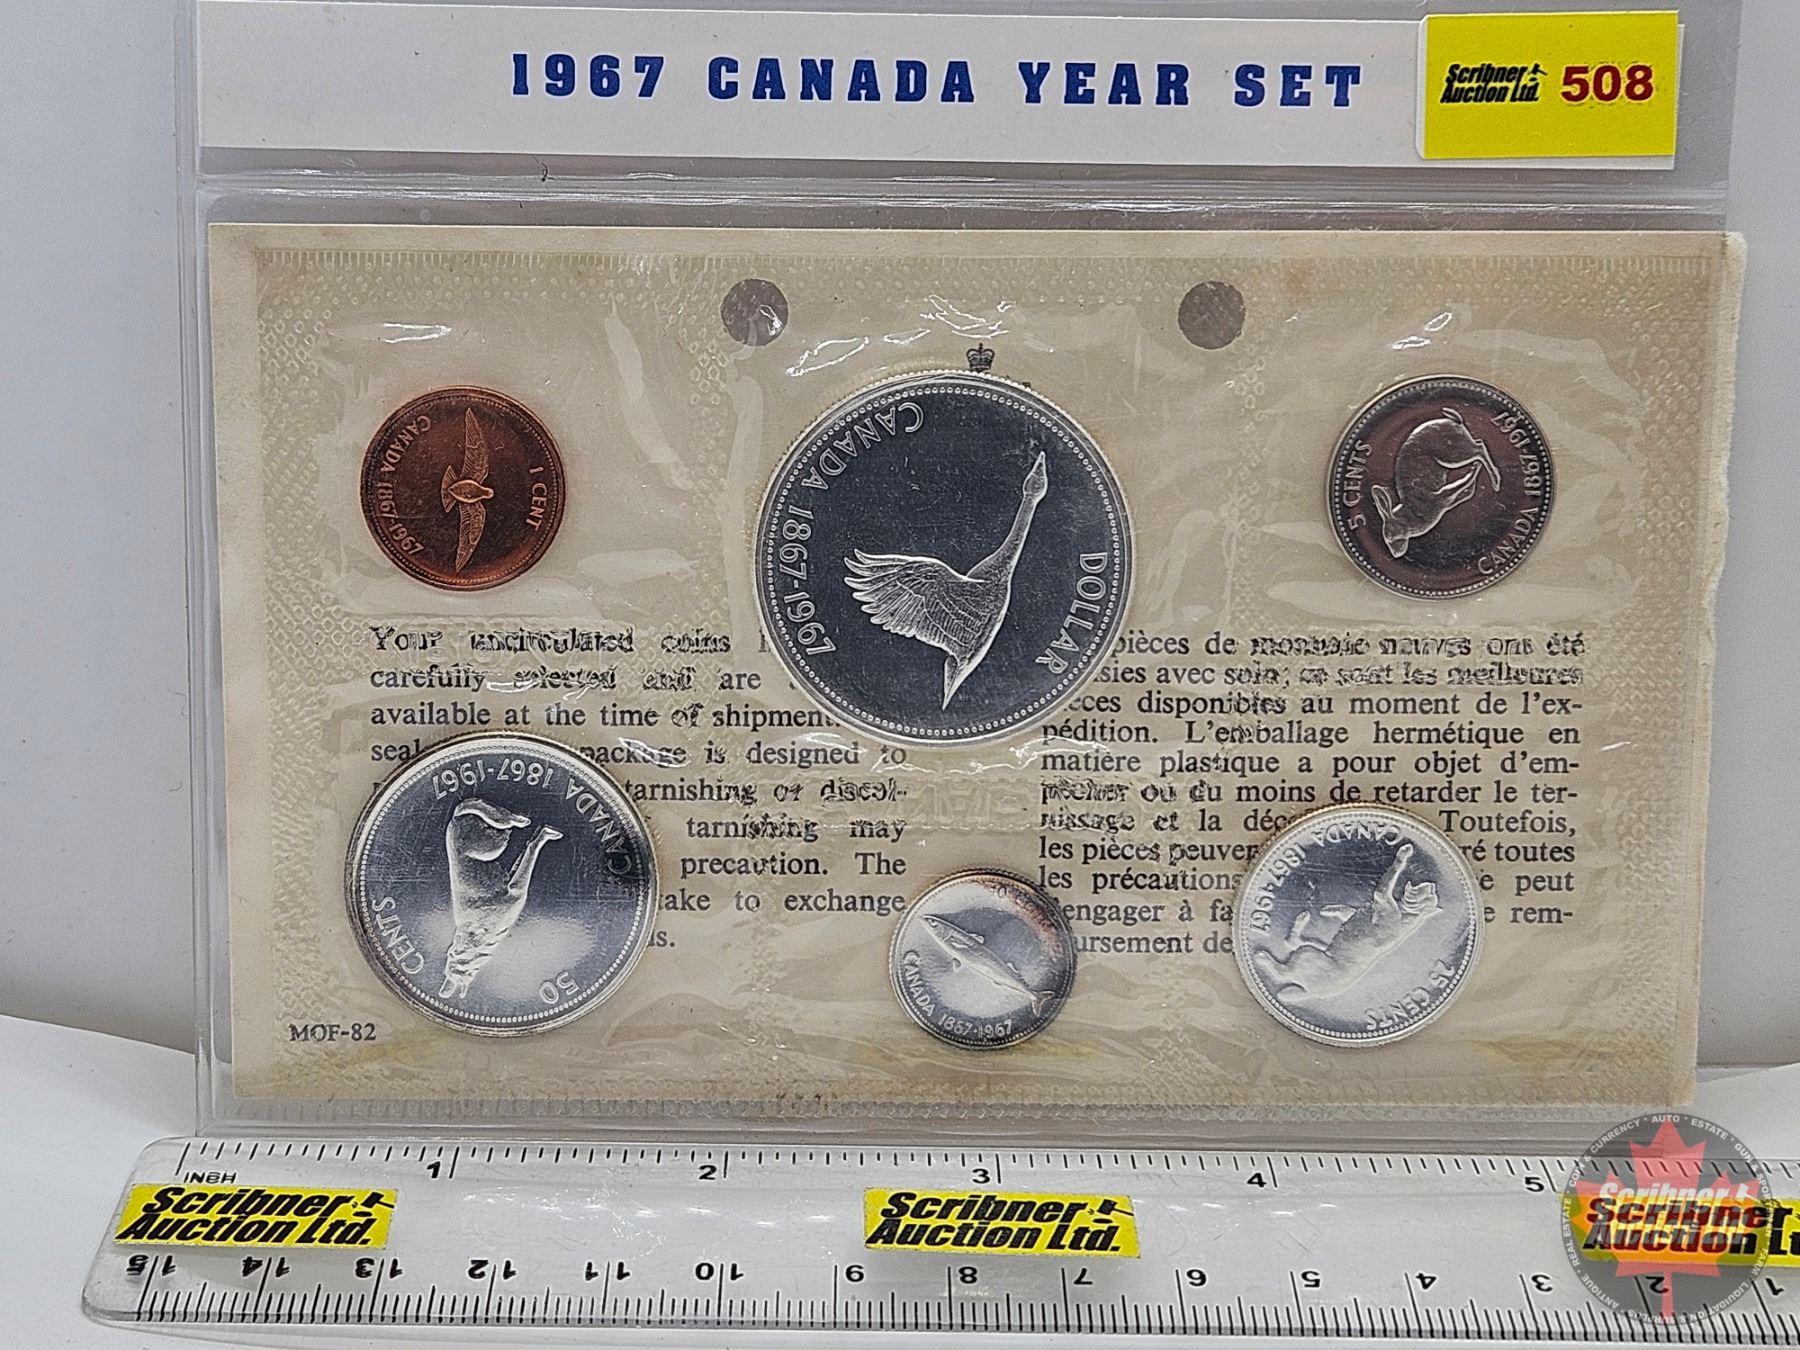 1967 CANADA YEAR SET
Scribner Auction Ltd. 508
CANADA 1867-1967
1 CENT
CANADA 1867-1967
DOLLAR
5 CENTS
CANADA 1867-1967
Your uncirculated coins
carefully selected and are
available at the time of shipment.
package is designed to
tarnishing or discol-
tarnishing may
precaution. The
take to exchange
pièces de monnaie neuves ont été
avec soin; ce sont les meilleures
disponibles au moment de l'ex-
pédition. L'emballage hermétique en
matière plastique a pour objet d'em-
pêcher ou du moins de retarder le ter-
nissage et la Toutefois,
les pièces toutes
les précautions peut
engager à rem-
de
CANADA 1867-1967
50 CENTS
CANADA 1867-1967
CANADA 1867-1967
25 CENTS
MOF-82
INCH
1 2 3 4 5
Scribner
Auction Ltd.
Scribner
Auction Ltd.
Scribner
Auction
15 14 13 12 11 10 9 8 7 6 5 4 3 2 1